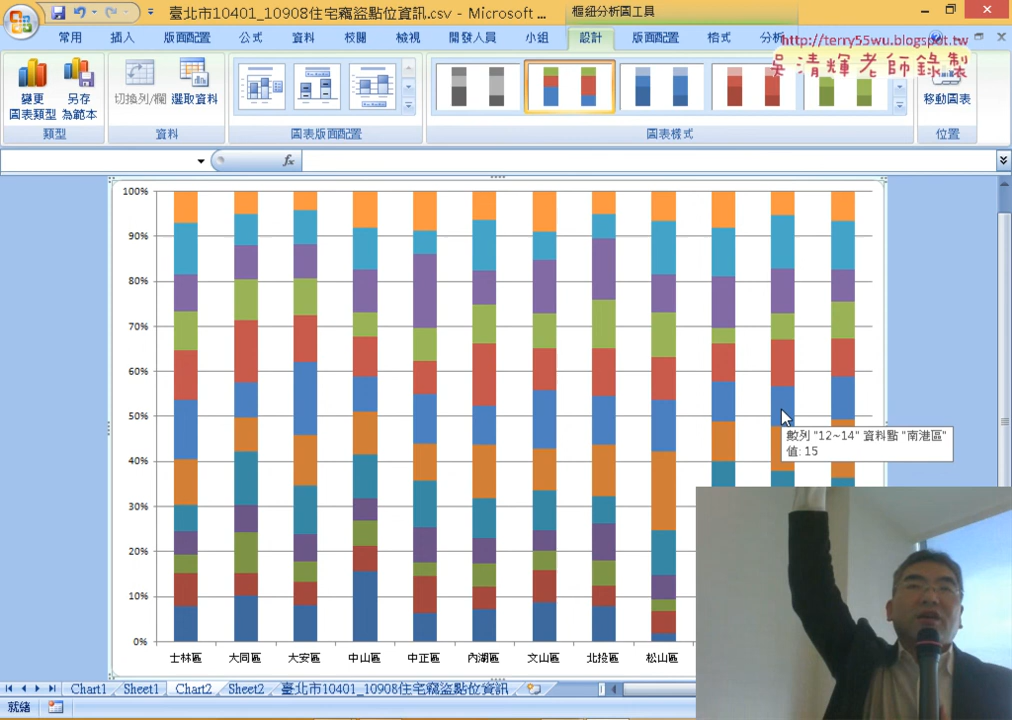 臺北市10401_10908住宅竊盜點位資訊.csv - Microsoft ...
樞紐分析圖工具
常用 插入 版面配置 公式 資料 校閱 檢視 開發人員 小組 設計 版面配置 格式 分析
http://terry55wu.blogspot.tw
吳清輝老師錄製
變更
圖表類型
另存
為範本
切換列/欄
選取資料
移動圖表
類型 資料 圖表版面配置 圖表樣式 位置
fx
100%
90%
80%
70%
60%
50%
40%
30%
20%
10%
0%
數列 "12~14" 資料點 "南港區"
值: 15
士林區 大同區 大安區 中山區 中正區 內湖區 文山區 北投區 松山區
Chart1 Sheet1 Chart2 Sheet2 臺北市10401_10908住宅竊盜點位資訊
就緒